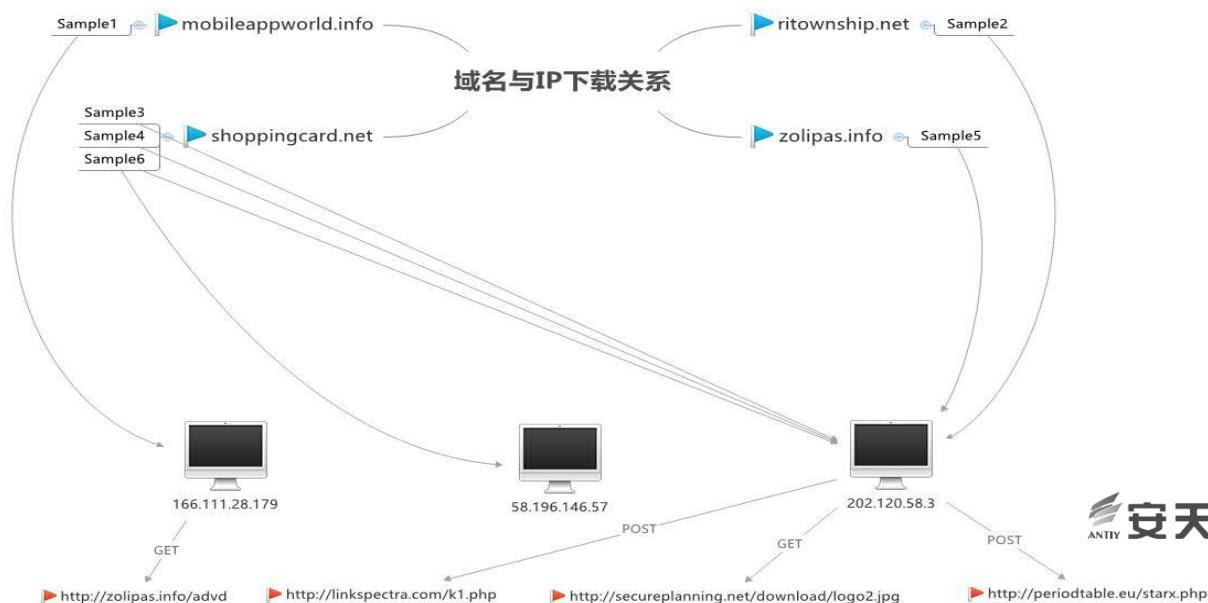 Sample1
mobileappworld.info
ritownship.net
Sample2
域名与IP下载关系
Sample3
Sample4
Sample6
shoppingcard.net
zolipas.info
Sample5
166.111.28.179
58.196.146.57
202.120.58.3
GET
POST
GET
POST
ANTIY 安天
http://zolipas.info/advd
http://linkspectra.com/k1.php
http://secureplanning.net/download/logo2.jpg
http://periodtable.eu/starx.php